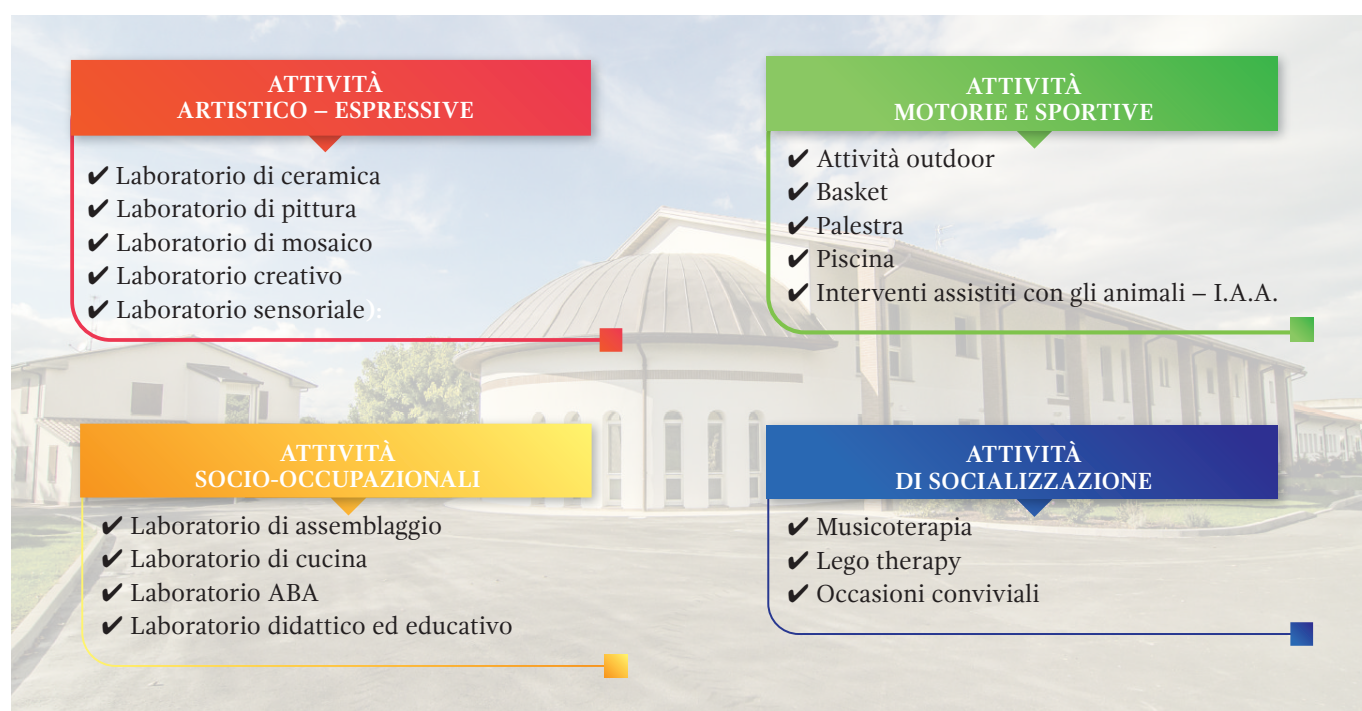 ATTIVITÀ
ARTISTICO – ESPRESSIVE
✔ Laboratorio di ceramica
✔ Laboratorio di pittura
✔ Laboratorio di mosaico
✔ Laboratorio creativo
✔ Laboratorio sensoriale):
ATTIVITÀ
MOTORIE E SPORTIVE
✔ Attività outdoor
✔ Basket
✔ Palestra
✔ Piscina
✔ Interventi assistiti con gli animali – I.A.A.
ATTIVITÀ
SOCIO-OCCUPAZIONALI
✔ Laboratorio di assemblaggio
✔ Laboratorio di cucina
✔ Laboratorio ABA
✔ Laboratorio didattico ed educativo
ATTIVITÀ
DI SOCIALIZZAZIONE
✔ Musicoterapia
✔ Lego therapy
✔ Occasioni conviviali